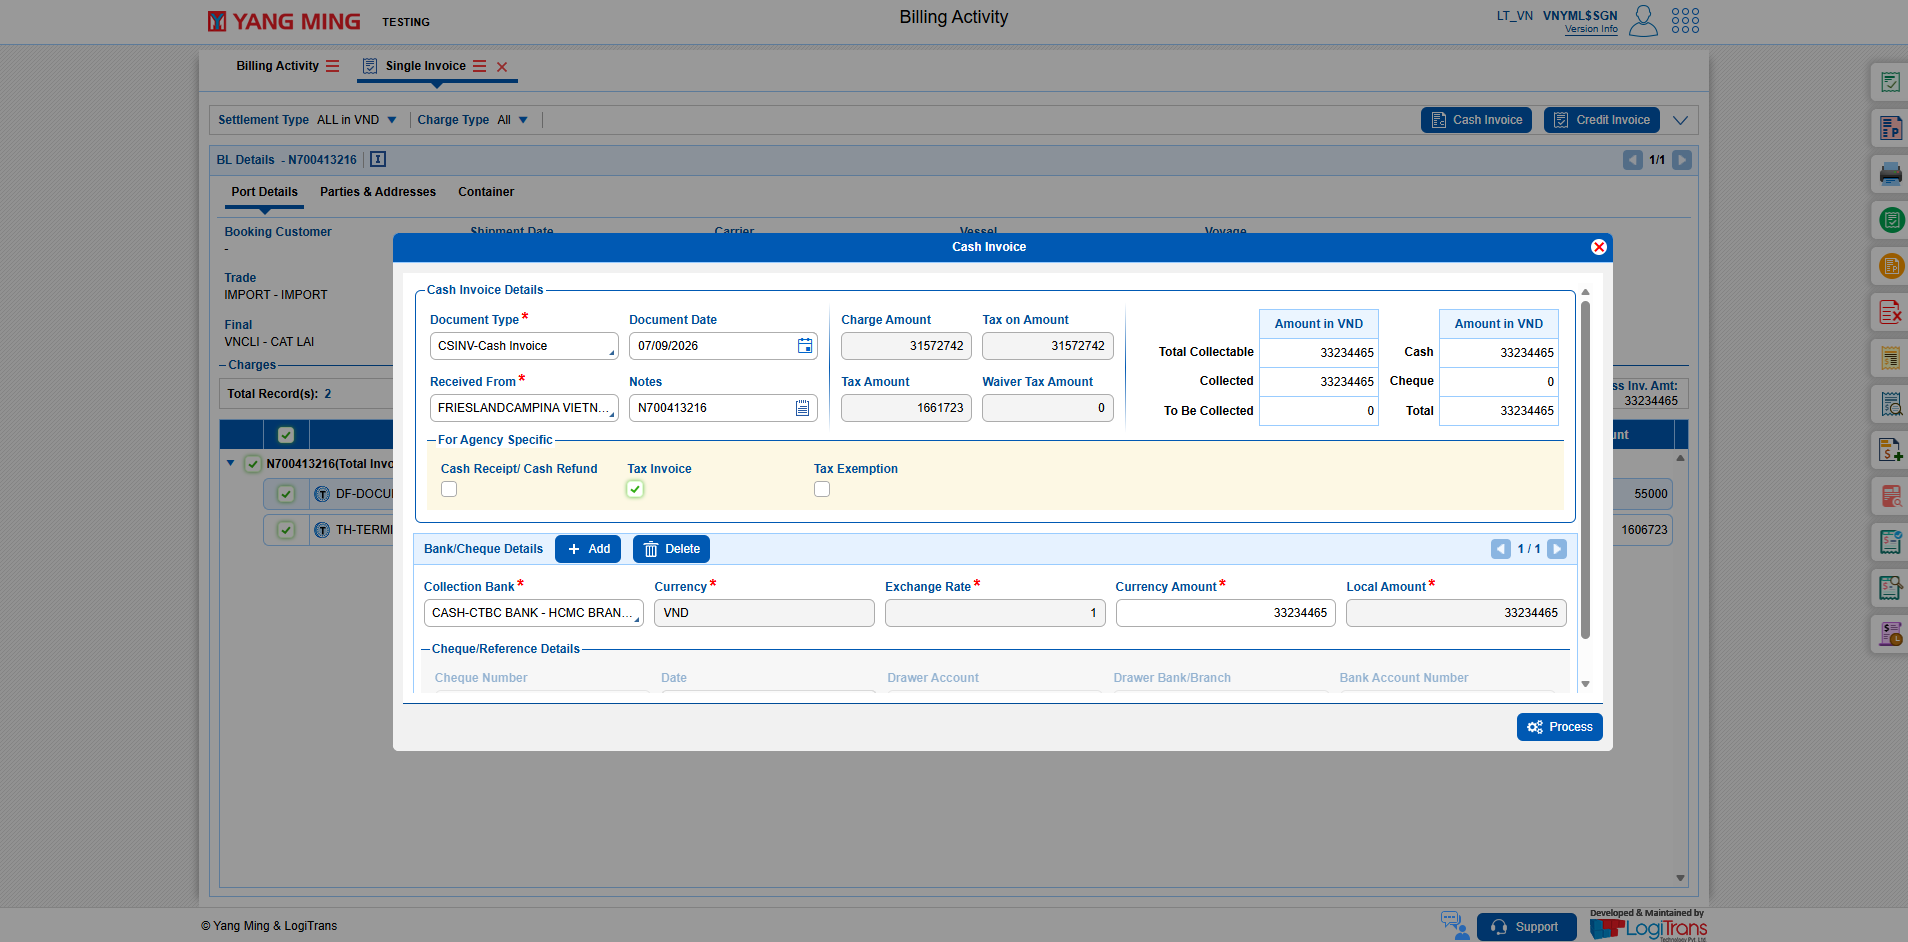 YANG MING TESTING
Billing Activity
LT_VN VNYML$SGN
Version Info
Billing Activity
Single Invoice
Settlement Type ALL in VND
Charge Type All
Cash Invoice
Credit Invoice
BL Details - N700413216
1/1
Port Details
Parties & Addresses
Container
Booking Customer
-
Shipment Date
Carrier
Vessel
Voyage
Trade
IMPORT - IMPORT
Final
VNCLI - CAT LAI
Charges
Total Record(s): 2
ss Inv. Amt:
33234465
unt
N700413216(Total Invo
DF-DOCU
55000
TH-TERMI
1606723
Cash Invoice
Cash Invoice Details
Document Type*
CSINV-Cash Invoice
Document Date
07/09/2026
Received From*
FRIESLANDCAMPINA VIETN...
Notes
N700413216
Charge Amount
31572742
Tax on Amount
31572742
Tax Amount
1661723
Waiver Tax Amount
0
Amount in VND
Total Collectable 33234465
Collected 33234465
To Be Collected 0
Amount in VND
Cash 33234465
Cheque 0
Total 33234465
For Agency Specific
Cash Receipt/ Cash Refund
Tax Invoice
Tax Exemption
Bank/Cheque Details
Add
Delete
1 / 1
Collection Bank*
CASH-CTBC BANK - HCMC BRAN...
Currency*
VND
Exchange Rate*
1
Currency Amount*
33234465
Local Amount*
33234465
Cheque/Reference Details
Cheque Number
Date
Drawer Account
Drawer Bank/Branch
Bank Account Number
Process
© Yang Ming & LogiTrans
Support
Developed & Maintained by
LogiTrans